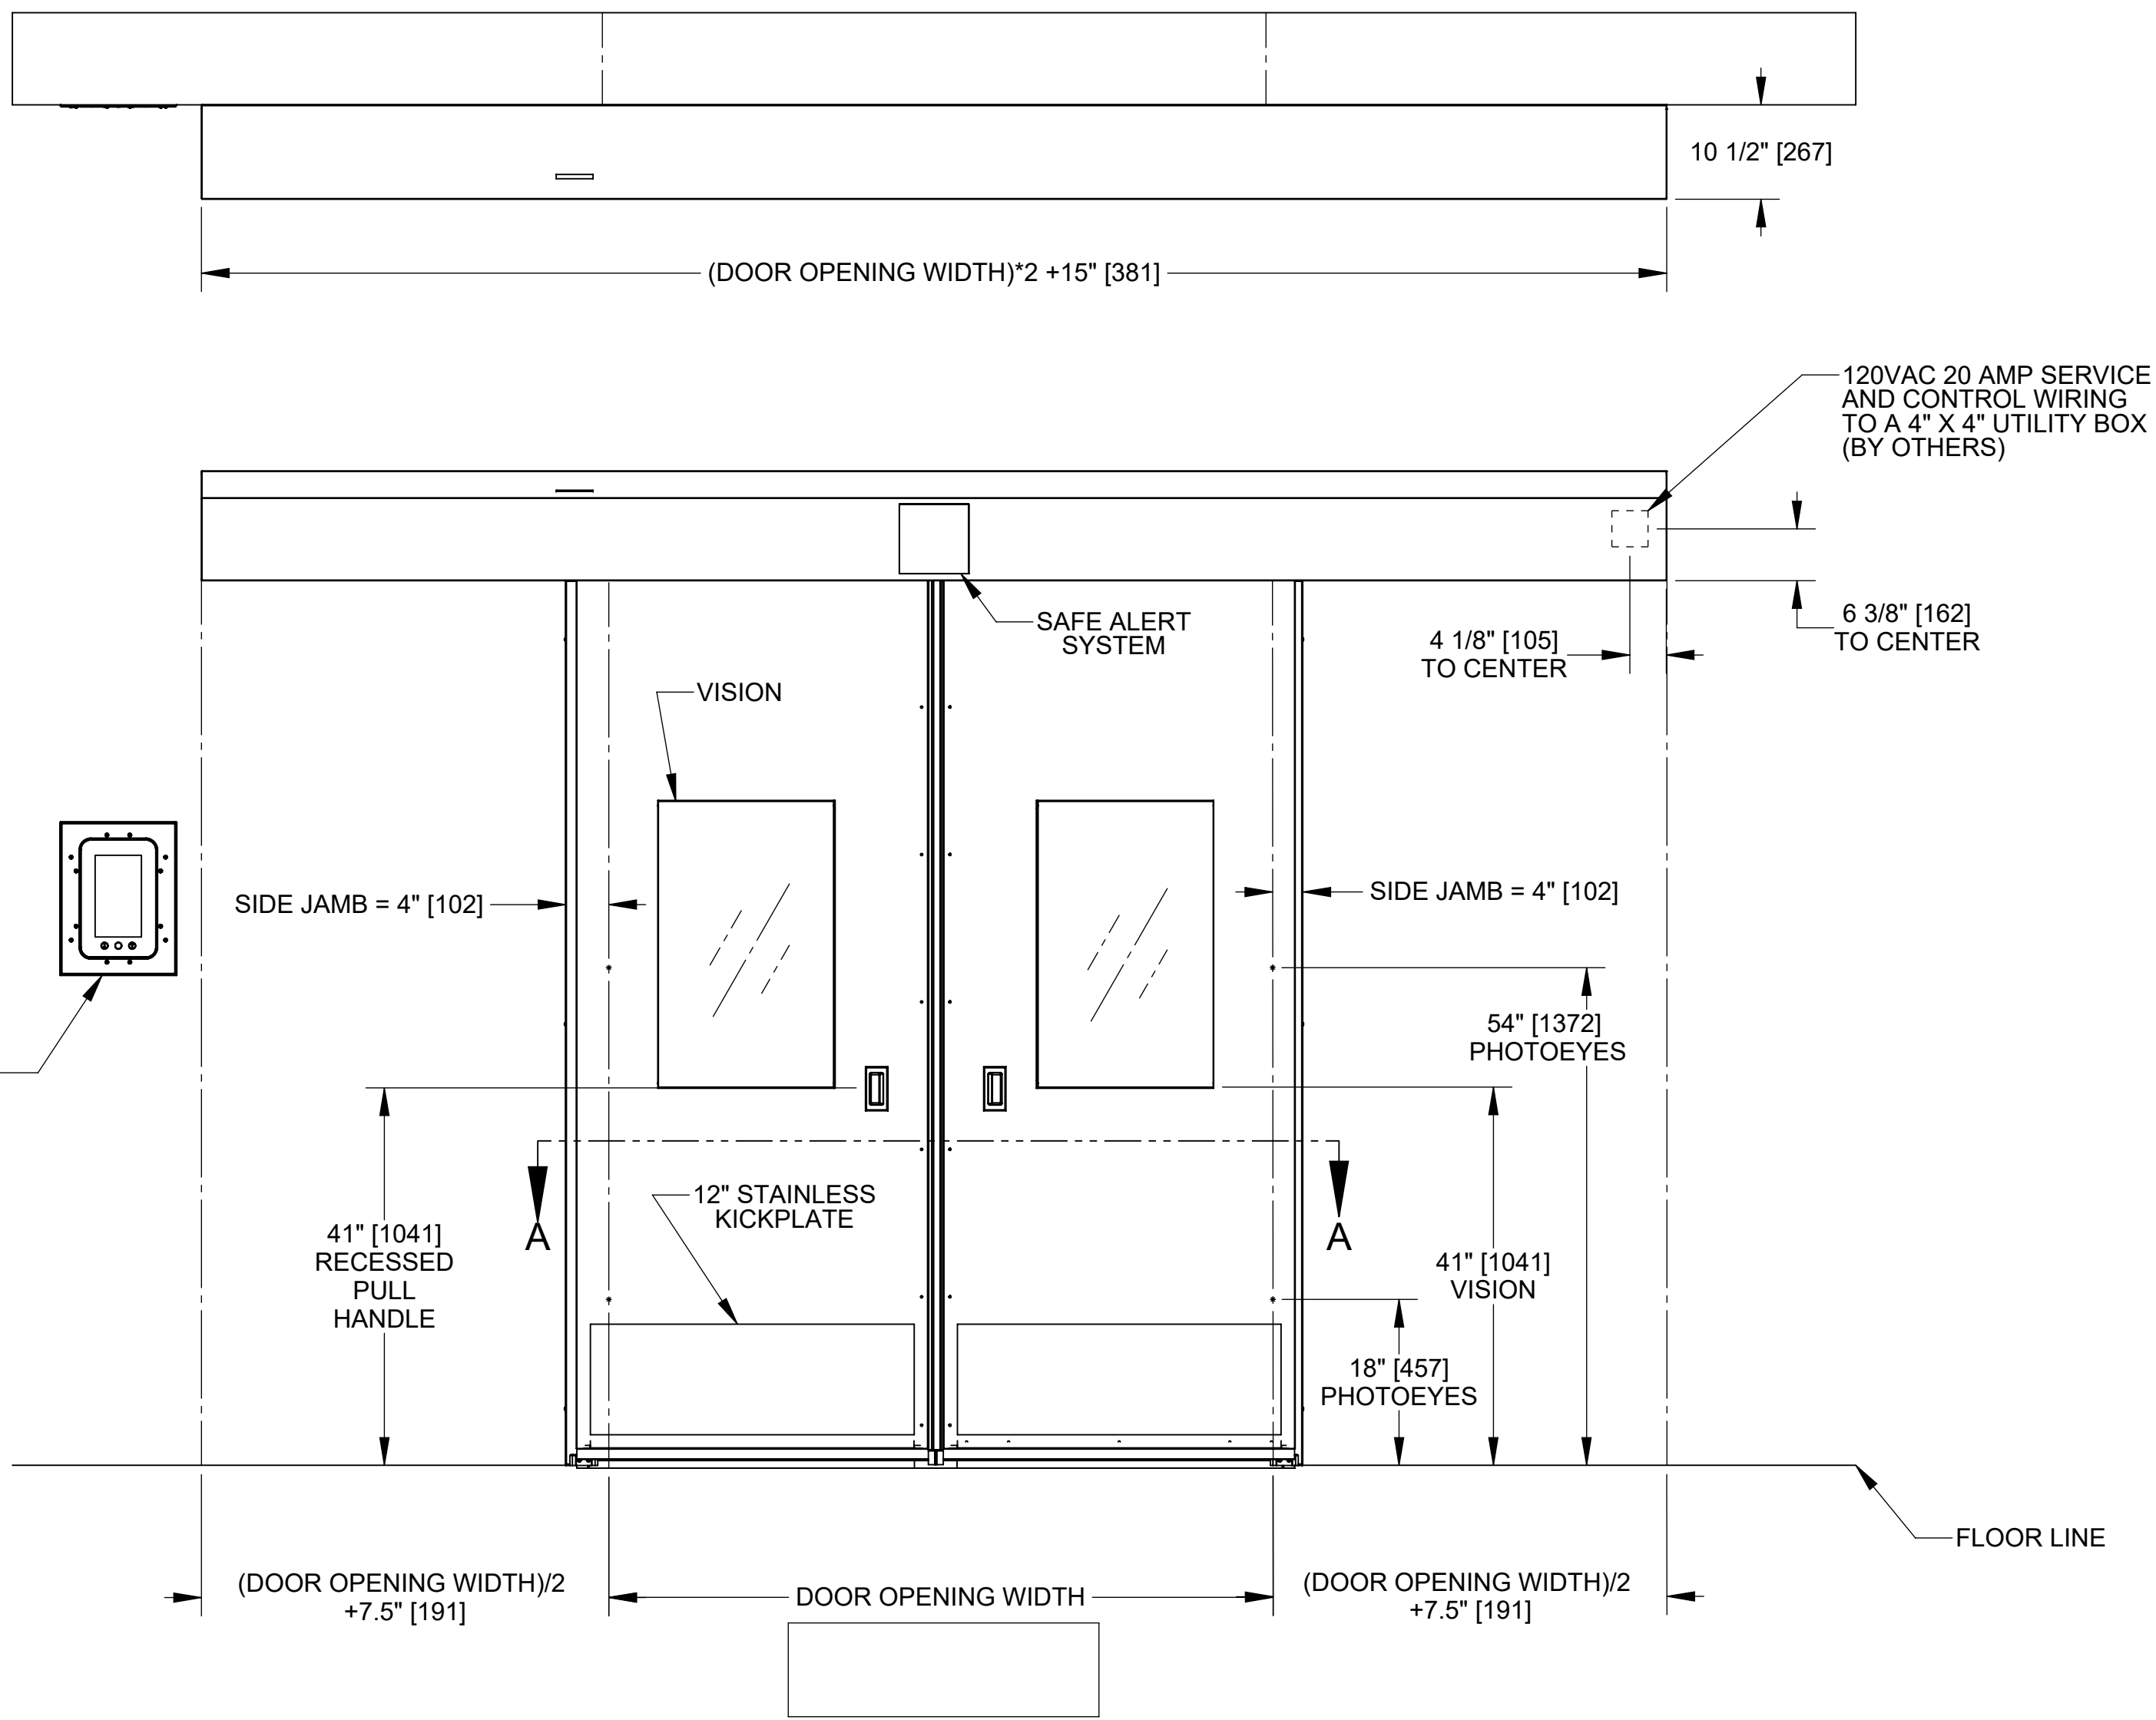 10 1/2" [267]
(DOOR OPENING WIDTH)*2 +15" [381]
120VAC 20 AMP SERVICE
AND CONTROL WIRING
TO A 4" X 4" UTILITY BOX
(BY OTHERS)
SAFE ALERT
SYSTEM
6 3/8" [162]
TO CENTER
4 1/8" [105]
TO CENTER
VISION
SIDE JAMB = 4" [102]
SIDE JAMB = 4" [102]
54" [1372]
PHOTOEYES
12" STAINLESS
KICKPLATE
A
A
41" [1041]
RECESSED
PULL
HANDLE
41" [1041]
VISION
18" [457]
PHOTOEYES
FLOOR LINE
(DOOR OPENING WIDTH)/2
+7.5" [191]
DOOR OPENING WIDTH
(DOOR OPENING WIDTH)/2
+7.5" [191]